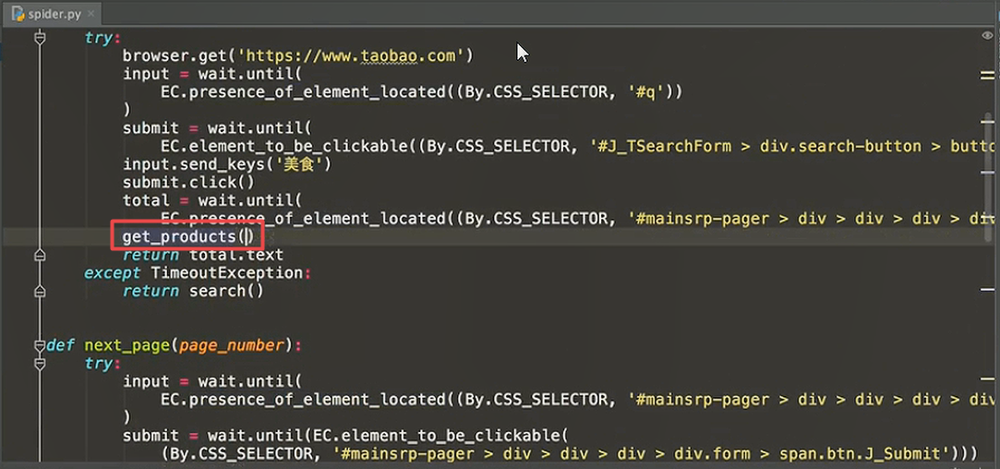 spider.py
try:
browser.get('https://www.taobao.com')
input = wait.until(
EC.presence_of_element_located((By.CSS_SELECTOR, '#q'))
)
submit = wait.until(
EC.element_to_be_clickable((By.CSS_SELECTOR, '#J_TSearchForm > div.search-button > butto
input.send_keys('美食')
submit.click()
total = wait.until(
EC.presence_of_element_located((By.CSS_SELECTOR, '#mainsrp-pager > div > div > div > di
get_products()
return total.text
except TimeoutException:
return search()
def next_page(page_number):
try:
input = wait.until(
EC.presence_of_element_located((By.CSS_SELECTOR, '#mainsrp-pager > div > div > div > di
)
submit = wait.until(EC.element_to_be_clickable(
(By.CSS_SELECTOR, '#mainsrp-pager > div > div > div > div.form > span.btn.J_Submit')))